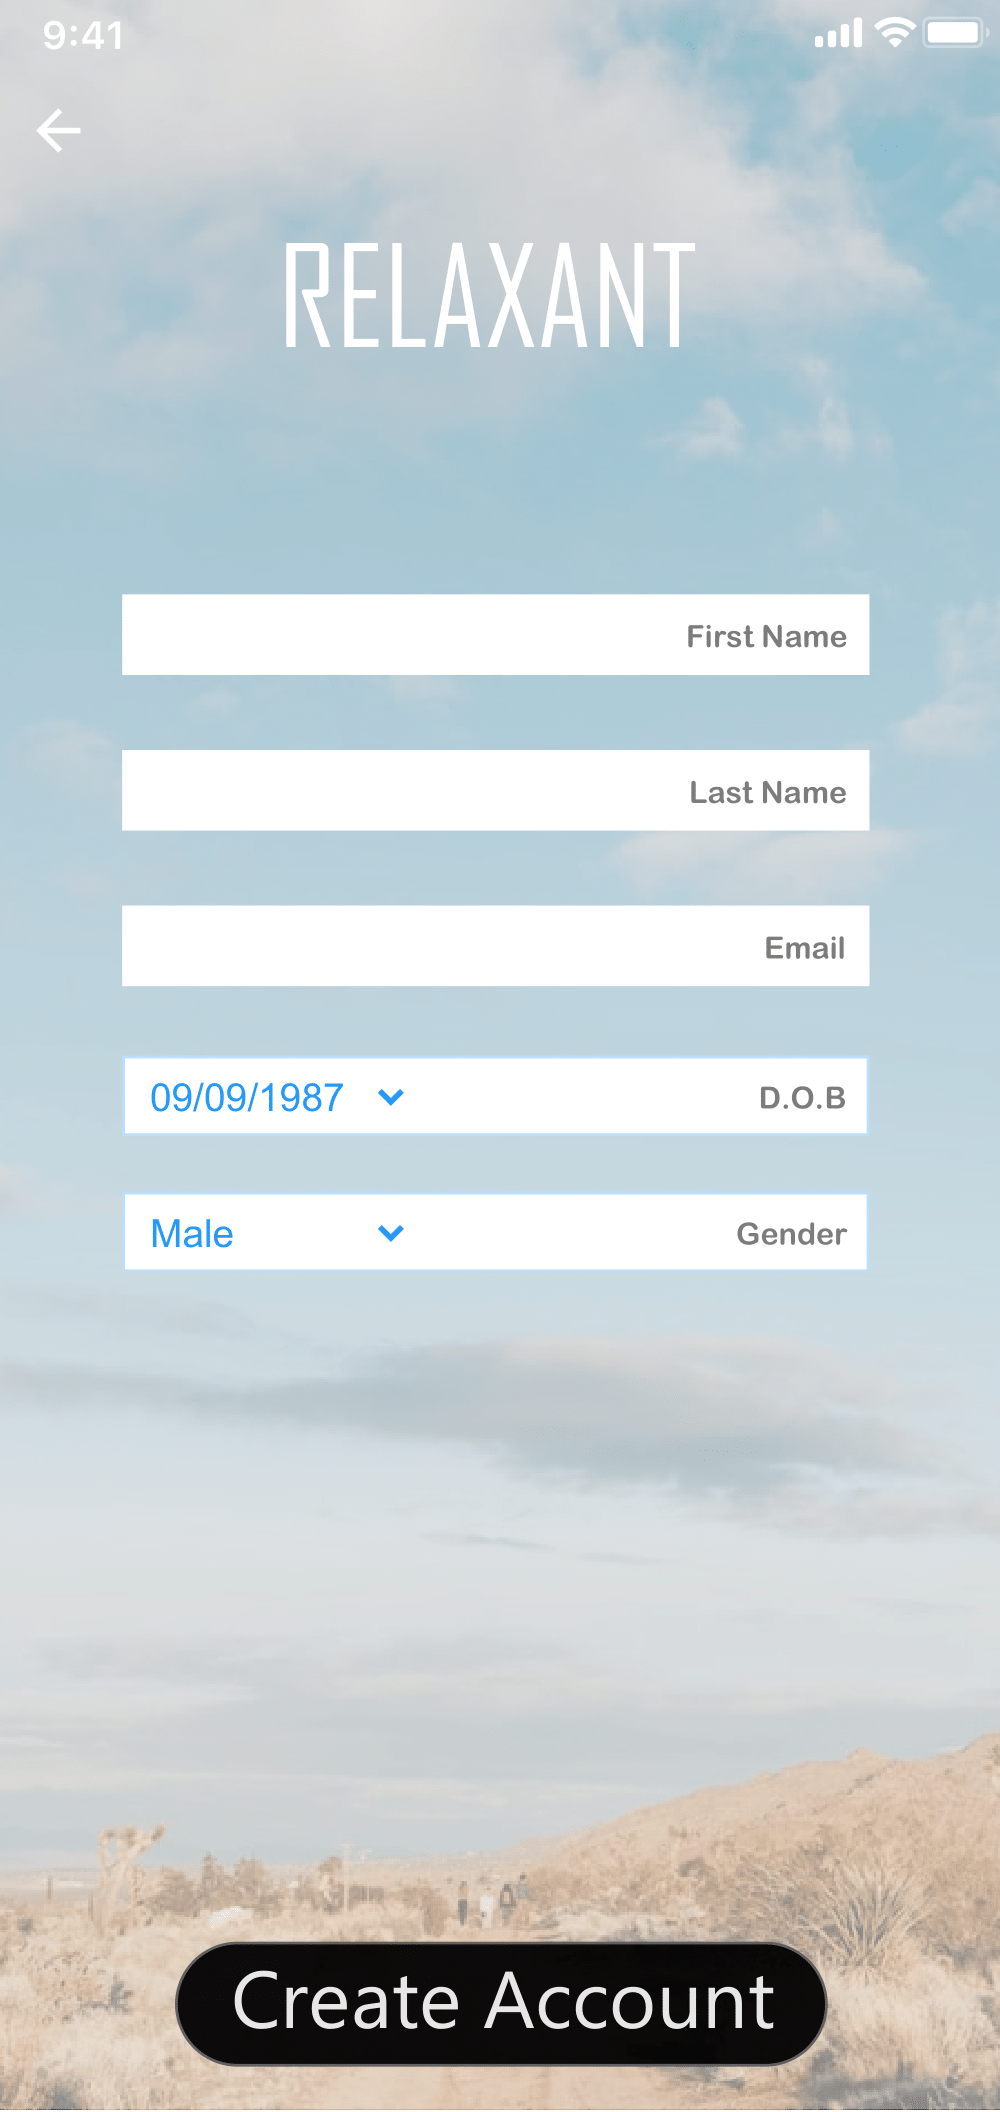 9:41
RELAXANT
First Name
Last Name
Email
09/09/1987 D.O.B
Male Gender
Create Account